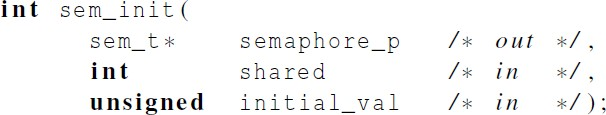 int sem_init(
sem_t* semaphore_p /* out */,
int shared /* in */,
unsigned initial_val /* in */);